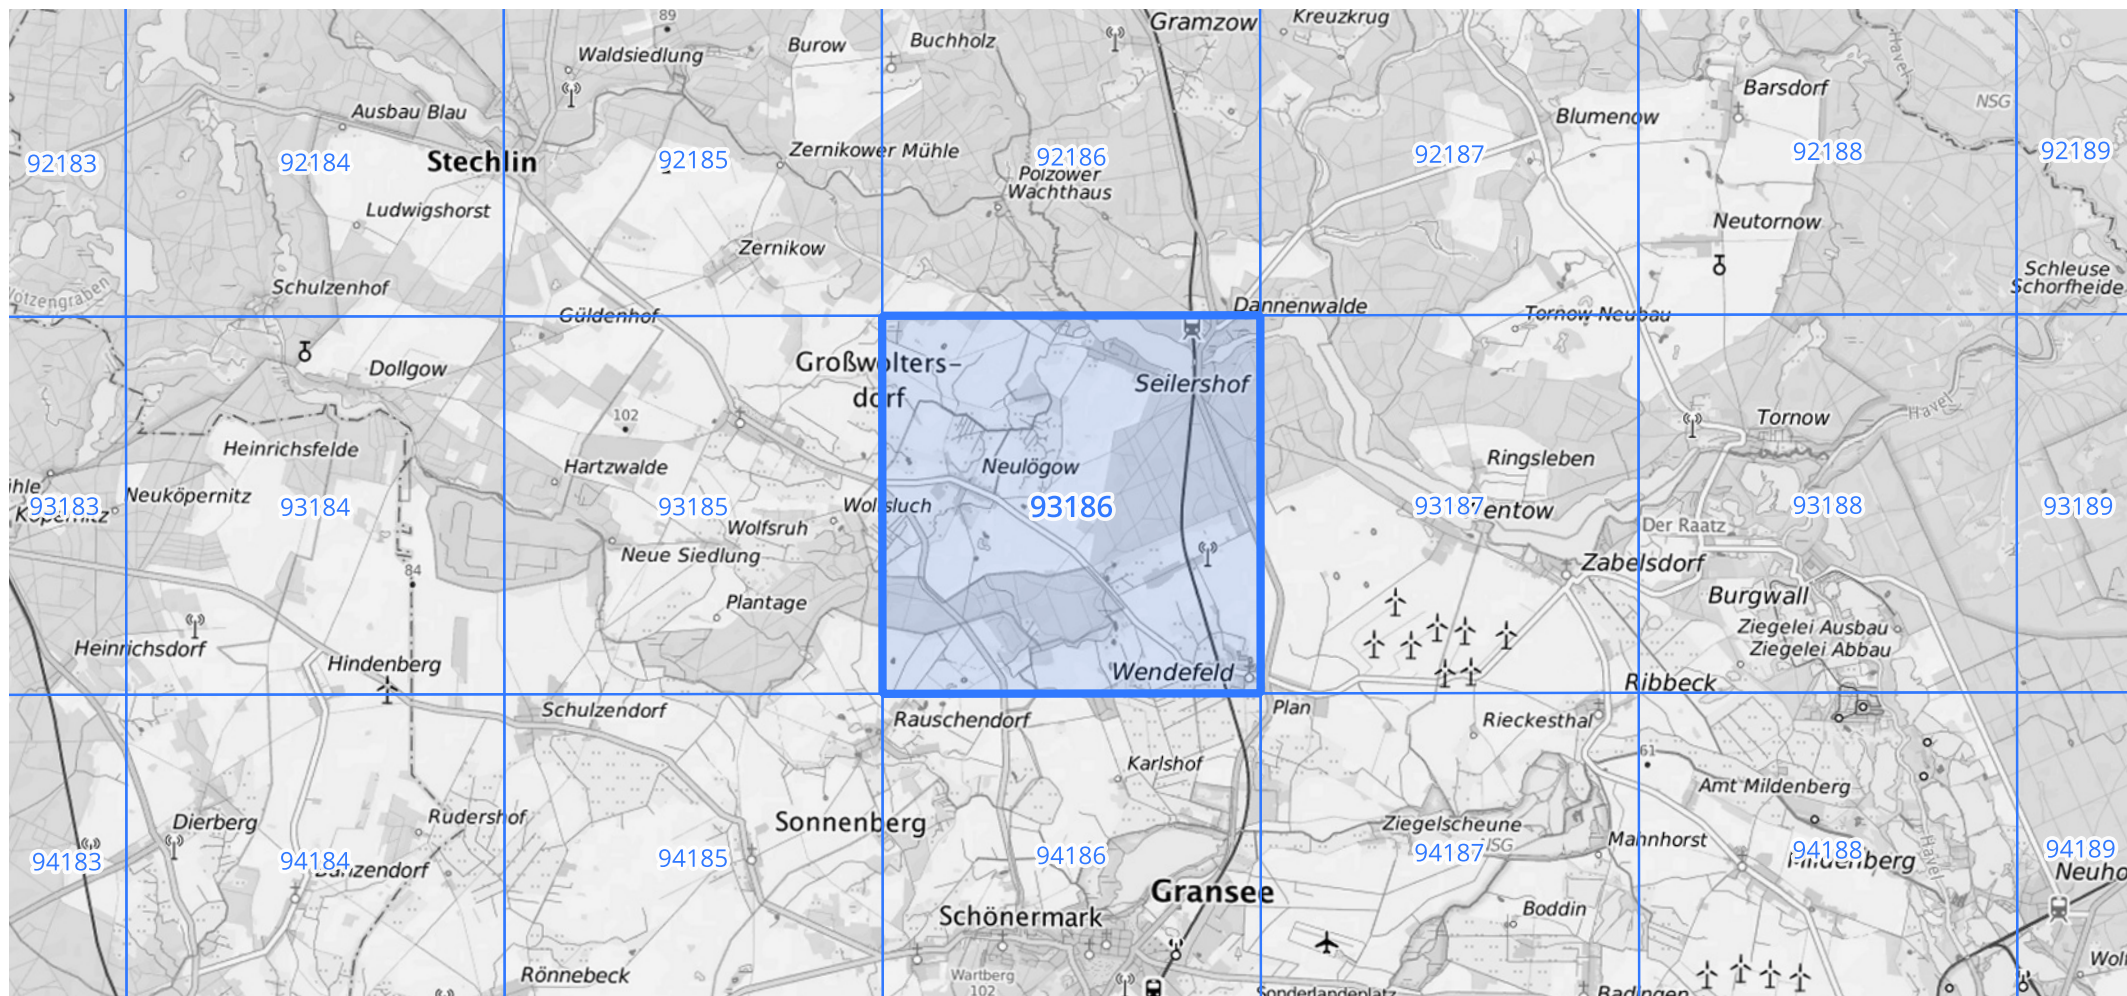 89
Gramzow
Kreuzkrug
Waldsiedlung
Burow
Buchholz
Barsdorf
Havel
NSG
Ausbau Blau
Blumenow
92183
92184
Stechlin
92185
Zernikower Mühle
92186
92187
92188
92189
Polzower
Wachthaus
Ludwigshorst
Neutornow
Zernikow
Schleuse
Schorfheide
Schulzenhof
Güldenhof
Dannenwalde
Tornow Neubau
Großwolters-
dorf
Dollgow
Seilershof
102
Havel
Tornow
Heinrichsfelde
Hartzwalde
Neulögow
Ringsleben
Neuköpernitz
93183
93184
93185
Wolfsluch
93186
93187
93188
93189
Köpernitz
Wolfsruh
Der Raatz
Neue Siedlung
Zabelsdorf
84
Plantage
Burgwall
Ziegelei Ausbau
Ziegelei Abbau
Heinrichsdorf
Hindenberg
Wendefeld
Ribbeck
Schulzendorf
Rauschendorf
Plan
Rieckesthal
61
Karlshof
Amt Mildenberg
Dierberg
Rudershof
Sonnenberg
Ziegelscheune
Mannhorst
Havel
94183
94184
94185
94186
94187
94188
94189
Mildenberg
Gransee
Schönermark
Boddin
Rönnebeck
Wartberg
102
Sonderlandeplatz
Badingen